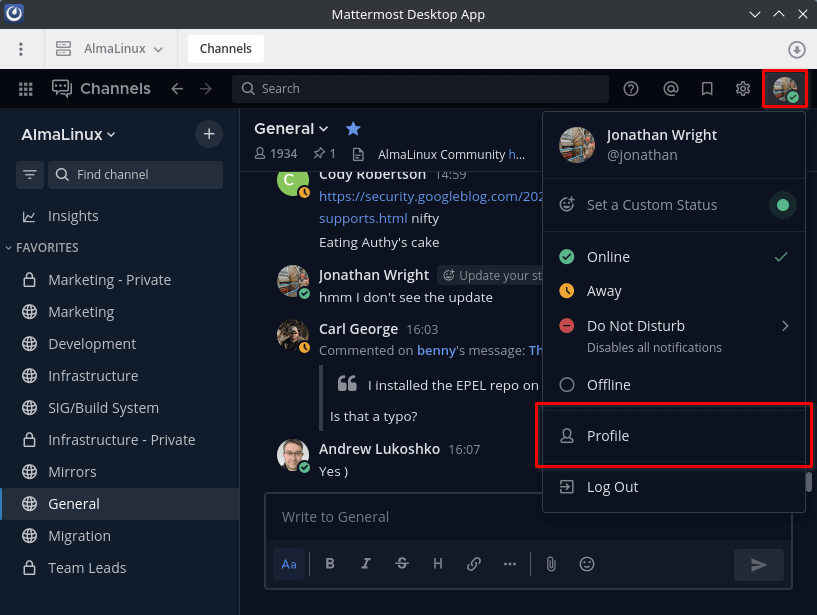 Mattermost Desktop App
AlmaLinux
Channels
Channels
Search
AlmaLinux
Find channel
Insights
FAVORITES
Marketing - Private
Marketing
Development
Infrastructure
SIG/Build System
Infrastructure - Private
Mirrors
General
Migration
Team Leads
General
1934
1
AlmaLinux Community h...
Cody Robertson 14:59
https://security.googleblog.com/202
supports.html nifty
Eating Authy's cake
Jonathan Wright Update your st
hmm I don't see the update
Carl George 16:03
Commented on benny's message: Th
I installed the EPEL repo on
Is that a typo?
Andrew Lukoshko 16:07
Yes )
Write to General
Aa B I S H
Jonathan Wright
@jonathan
Set a Custom Status
Online
Away
Do Not Disturb
Disables all notifications
Offline
Profile
Log Out